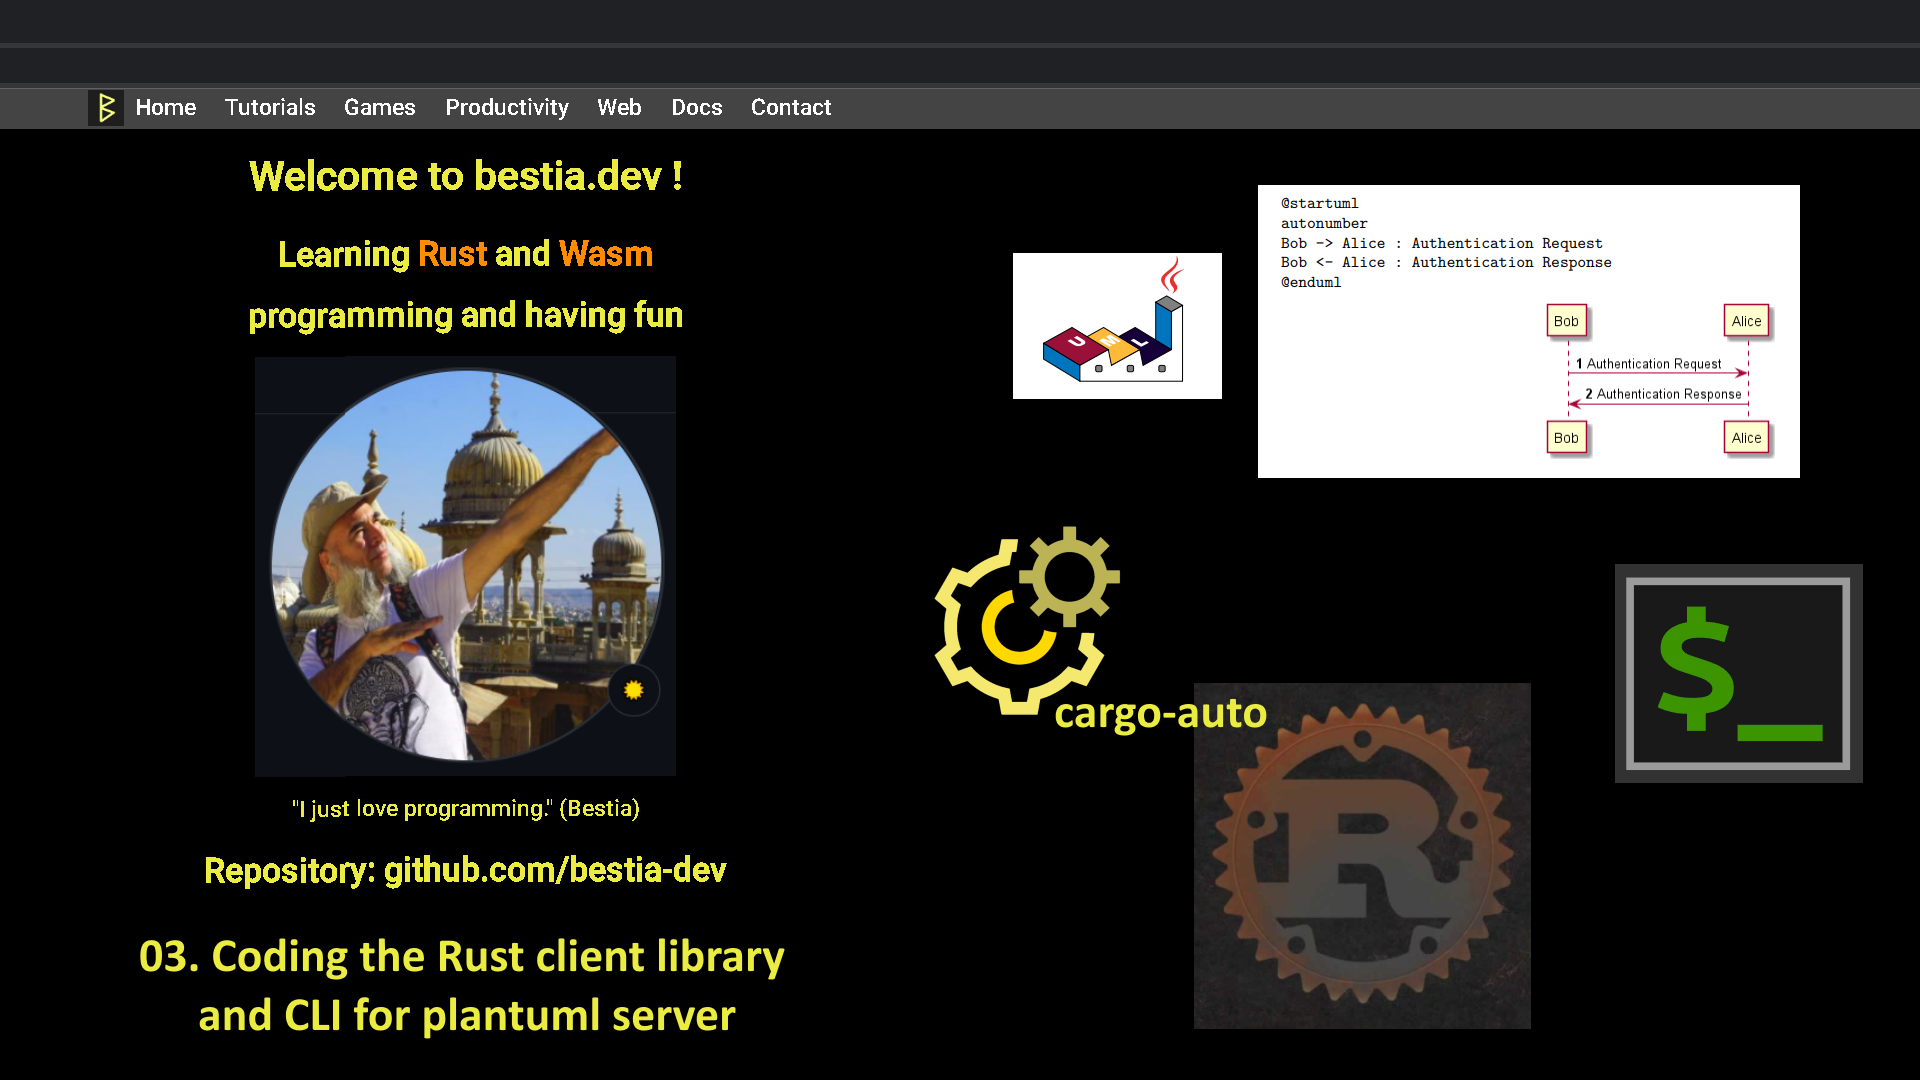 Home Tutorials Games Productivity Web Docs Contact
Welcome to bestia.dev !
Learning Rust and Wasm
programming and having fun
"I just love programming." (Bestia)
Repository: github.com/bestia-dev
03. Coding the Rust client library
and CLI for plantuml server
UML
@startuml
autonumber
Bob -> Alice : Authentication Request
Bob <- Alice : Authentication Response
@enduml
Bob Alice
1 Authentication Request
2 Authentication Response
Bob Alice
cargo-auto
R
$_